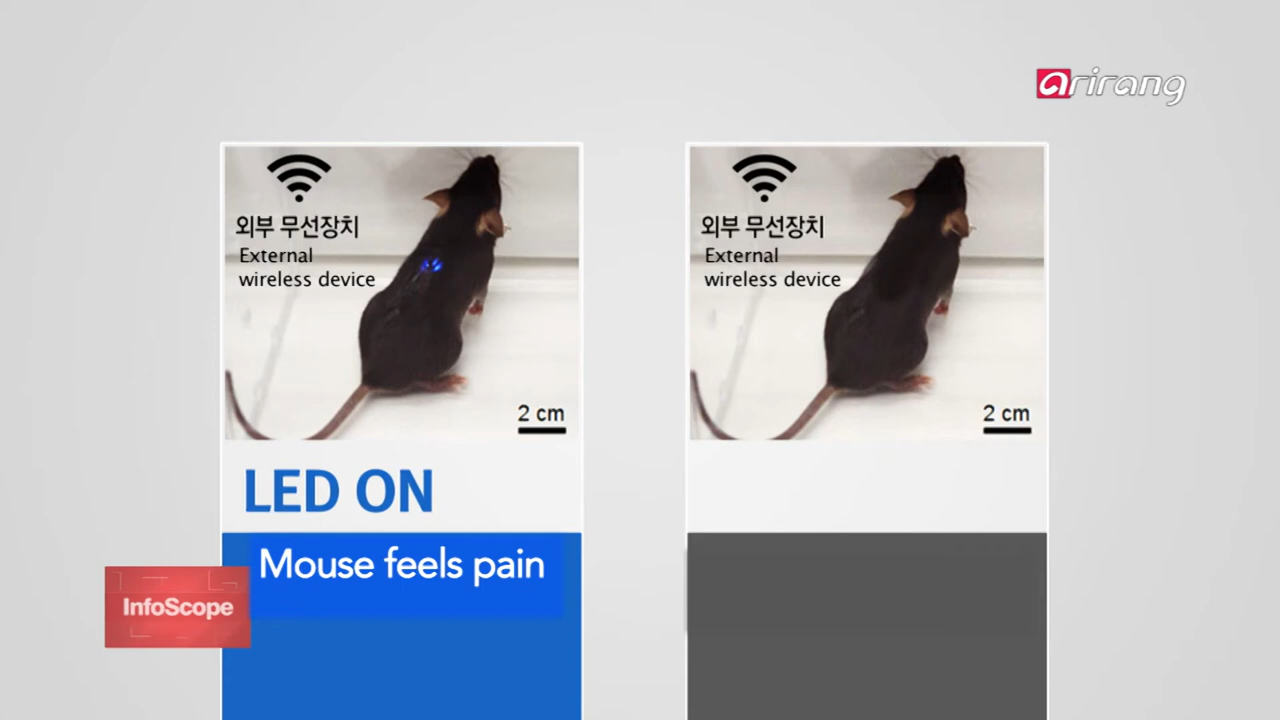 arirang
외부 무선장치
External
wireless device
2 cm
외부 무선장치
External
wireless device
2 cm
LED ON
Mouse feels pain
InfoScope